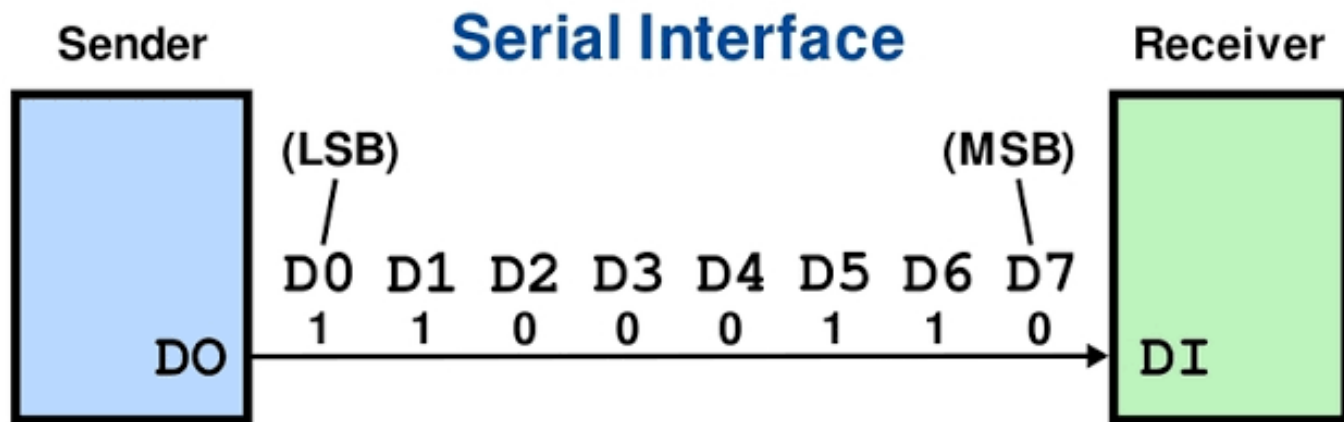 Sender Serial Interface Receiver
(LSB) (MSB)
D0 D1 D2 D3 D4 D5 D6 D7
1 1 0 0 0 1 1 0
DO DI